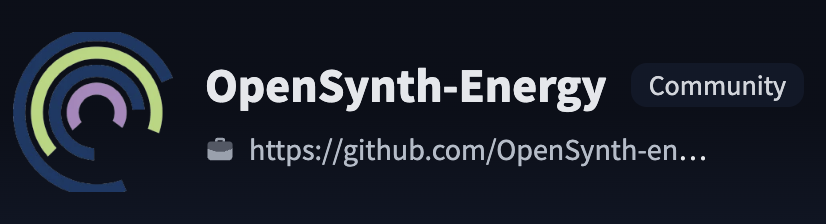 OpenSynth-Energy Community
https://github.com/OpenSynth-en...